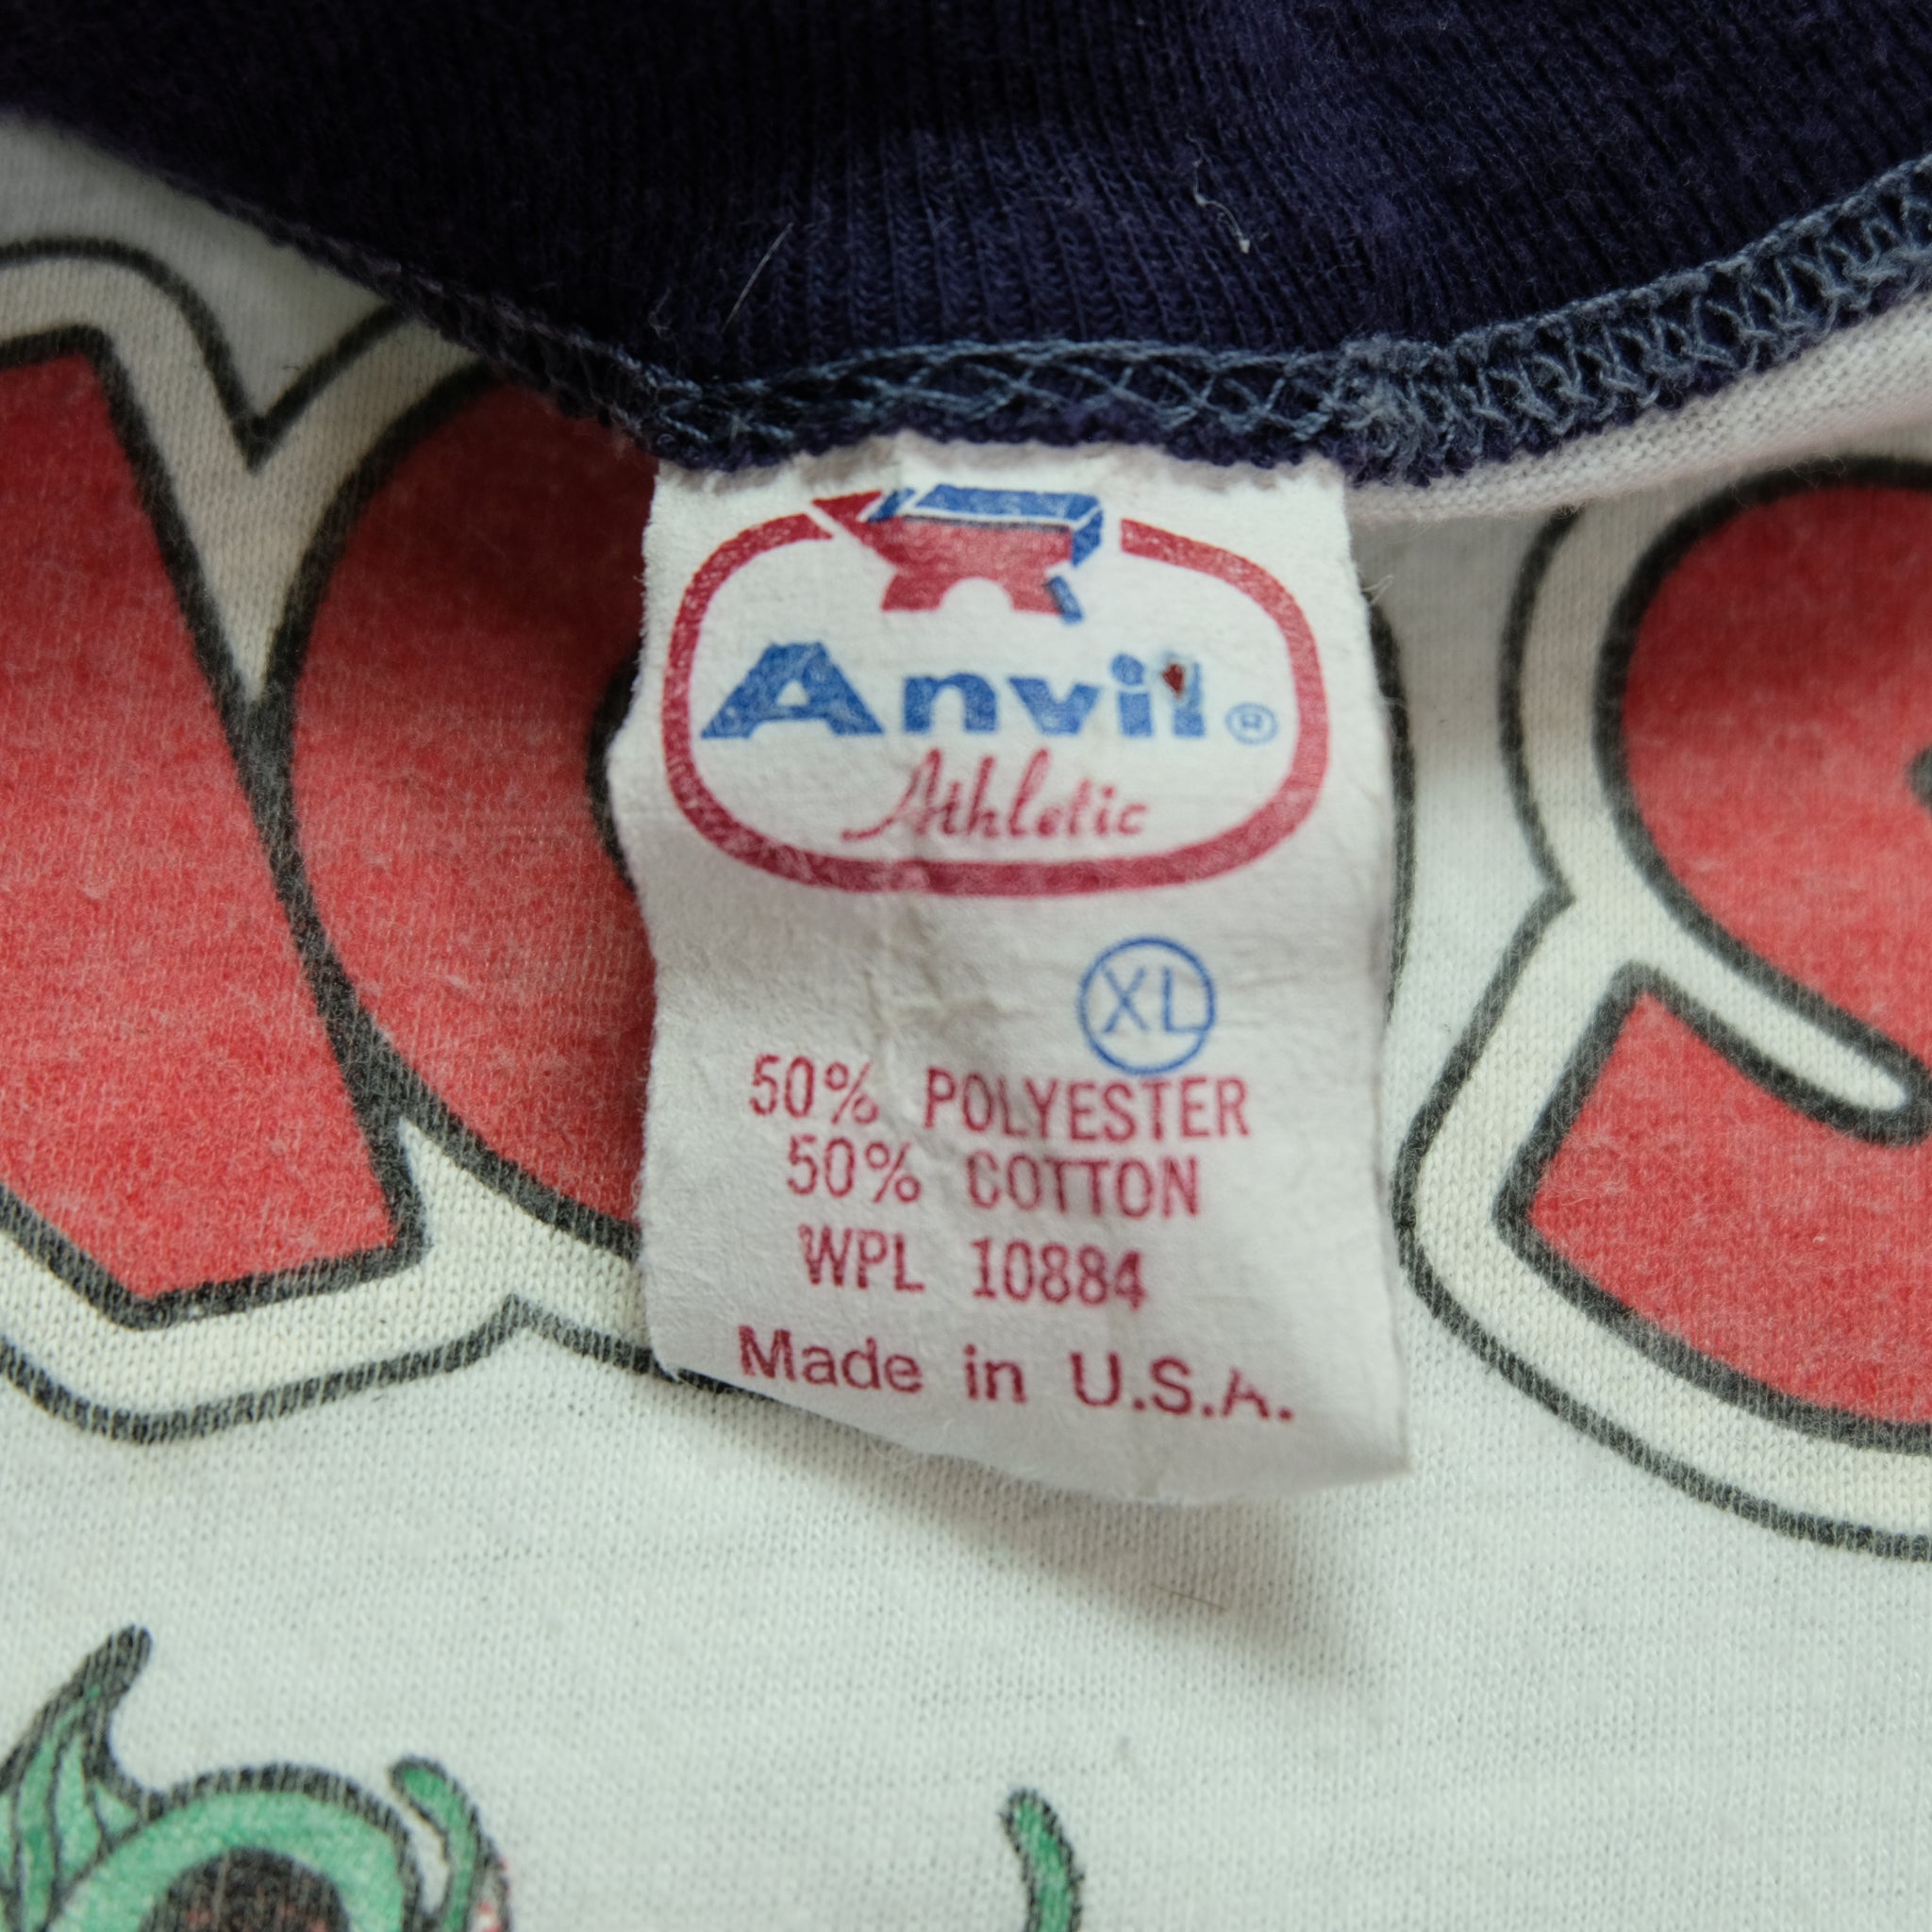 Anvil®
Athletic
XL
50% POLYESTER
50% COTTON
WPL 10884
Made in U.S.A.